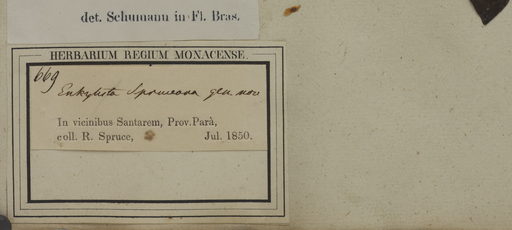 det. Schumann in Fl. Bras.
HERBARIUM REGIUM MONACENSE.
669
Enkylista Spruceana gen nov
In vicinibus Santarem, Prov. Parà,
coll. R. Spruce, Jul. 1850.